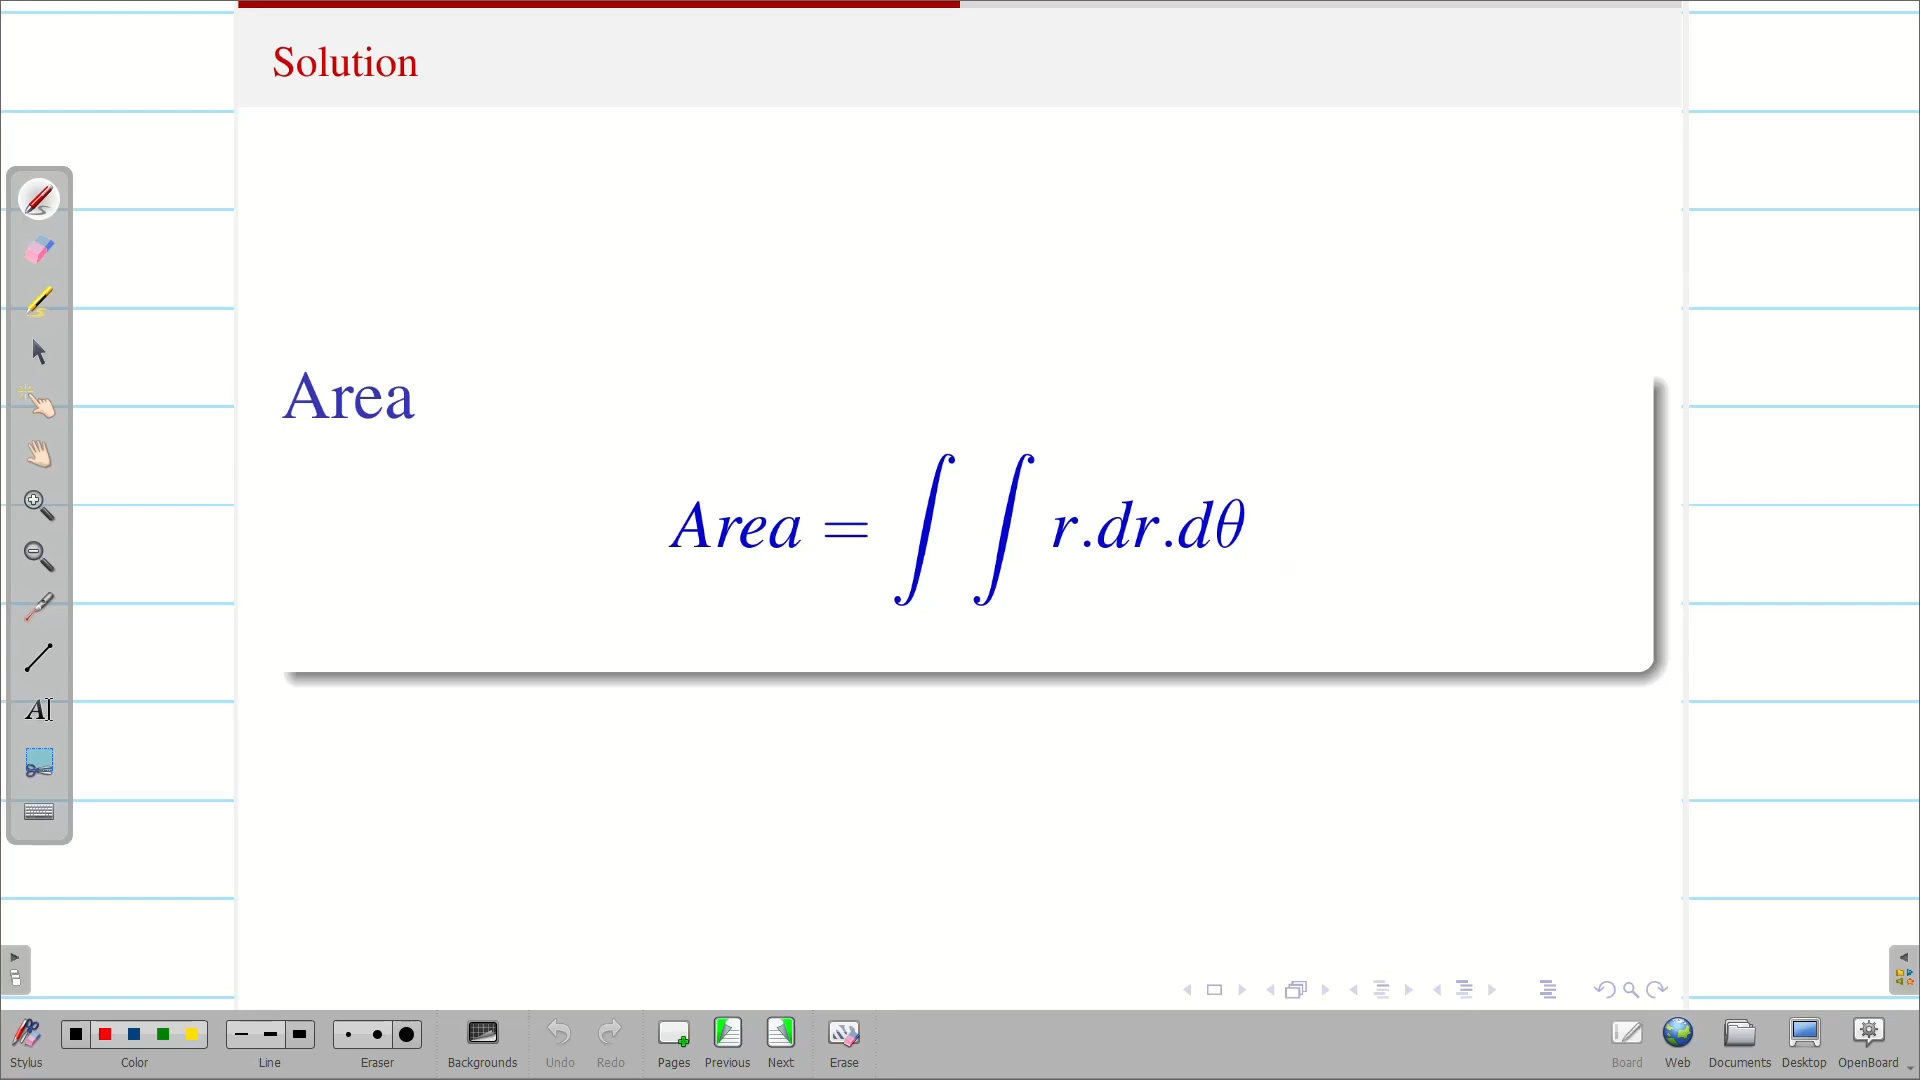 Solution
Area
Area = ∫ ∫ r.dr.dθ
Stylus
Color
Line
Eraser
Backgrounds
Undo
Redo
Pages
Previous
Next
Erase
Board
Web
Documents
Desktop
OpenBoard